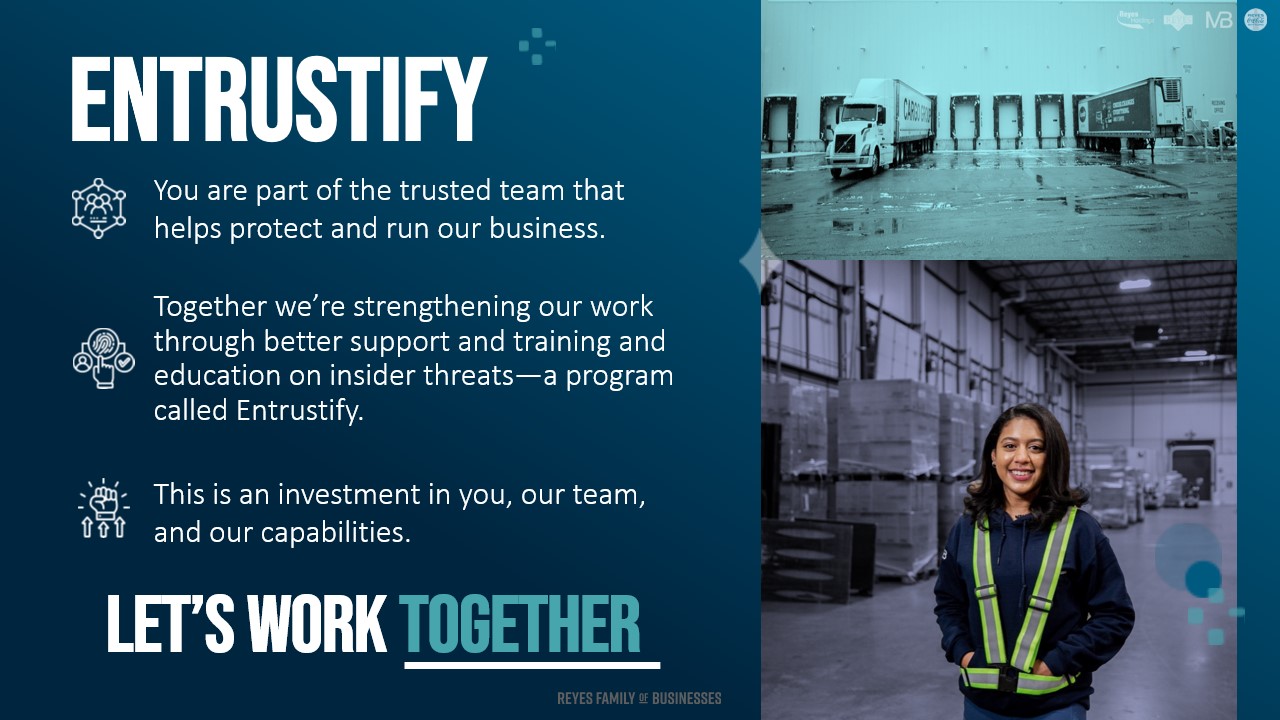 ENTRUSTIFY
You are part of the trusted team that
helps protect and run our business.
Together we’re strengthening our work
through better support and training and
education on insider threats—a program
called Entrustify.
This is an investment in you, our team,
and our capabilities.
LET’S WORK TOGETHER
REYES FAMILY OF BUSINESSES
Reyes
MB